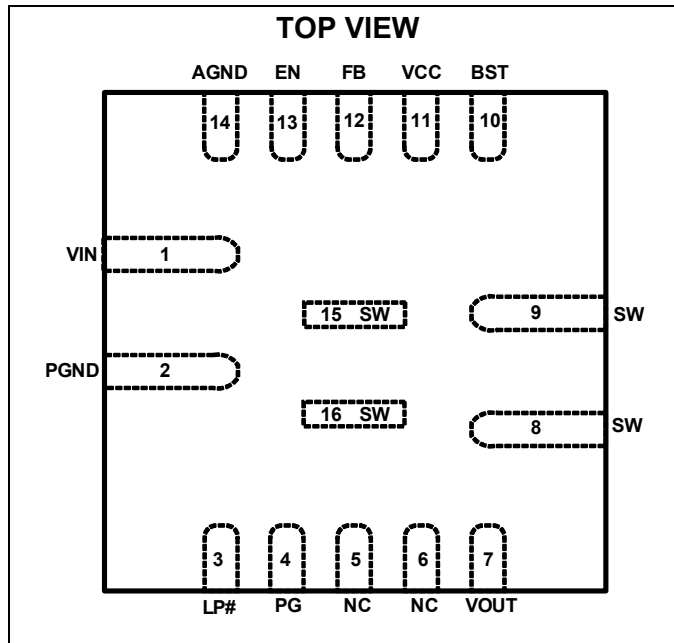 TOP VIEW
AGND EN FB VCC BST
14 13 12 11 10
VIN 1
15 SW
9 SW
PGND 2
16 SW
8 SW
3 4 5 6 7
LP# PG NC NC VOUT